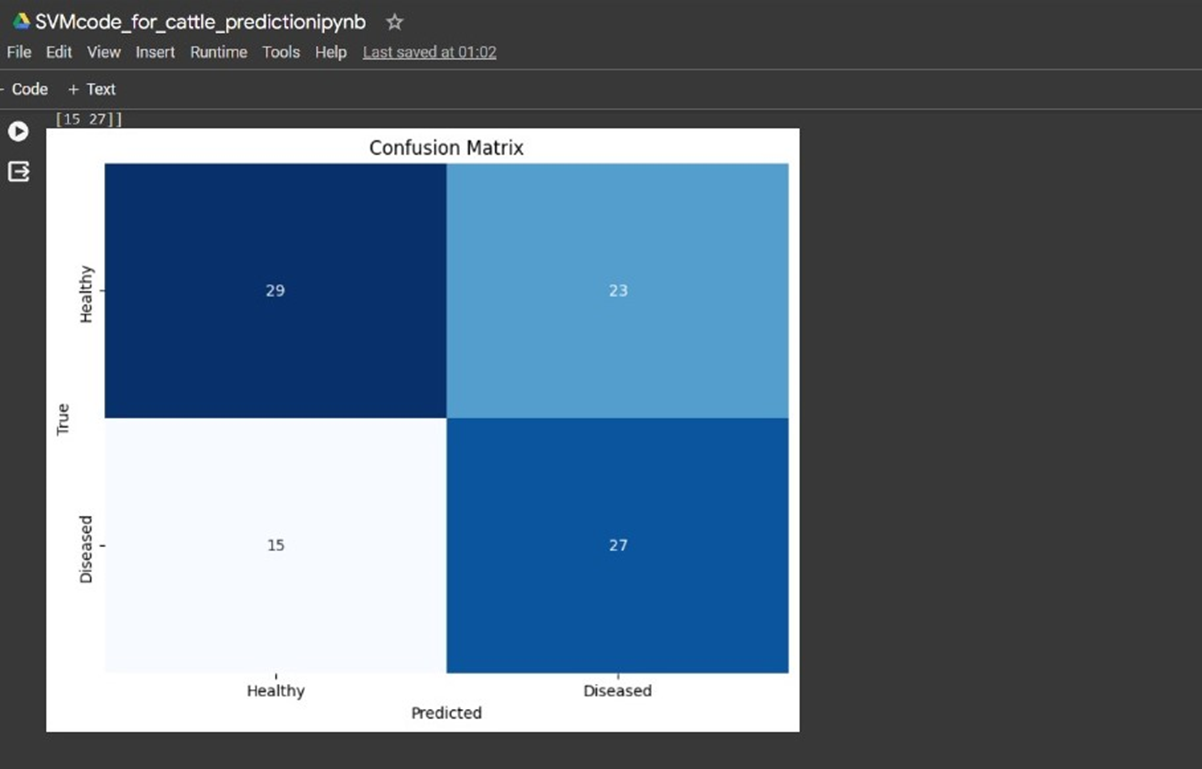 SVMcode_for_cattle_predictionipynb
File Edit View Insert Runtime Tools Help Last saved at 01:02
Code + Text
[15 27]]
Confusion Matrix
Healthy
29 23
True
Diseased
15 27
Healthy Diseased
Predicted